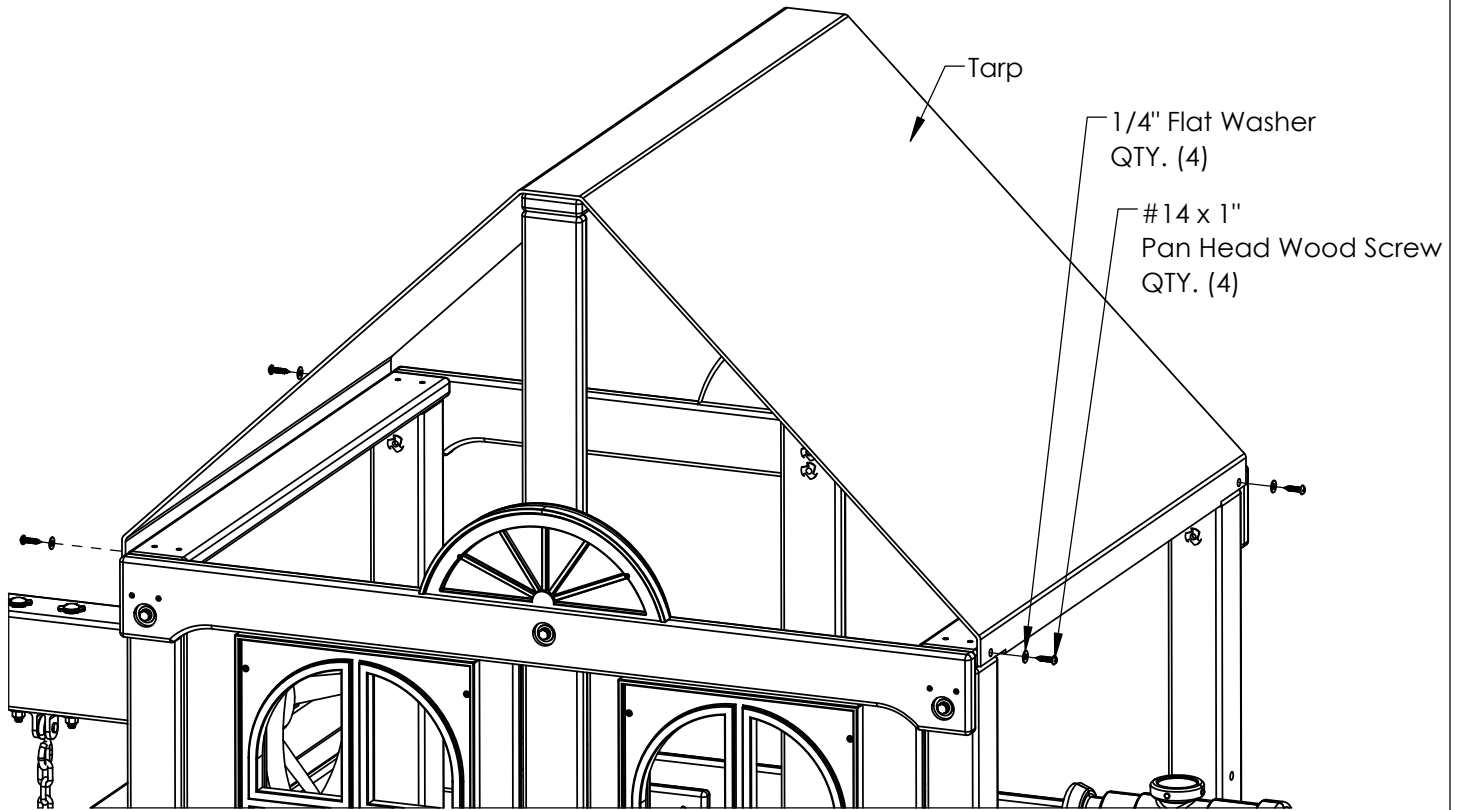 Tarp
1/4" Flat Washer
QTY. (4)
#14 x 1"
Pan Head Wood Screw
QTY. (4)